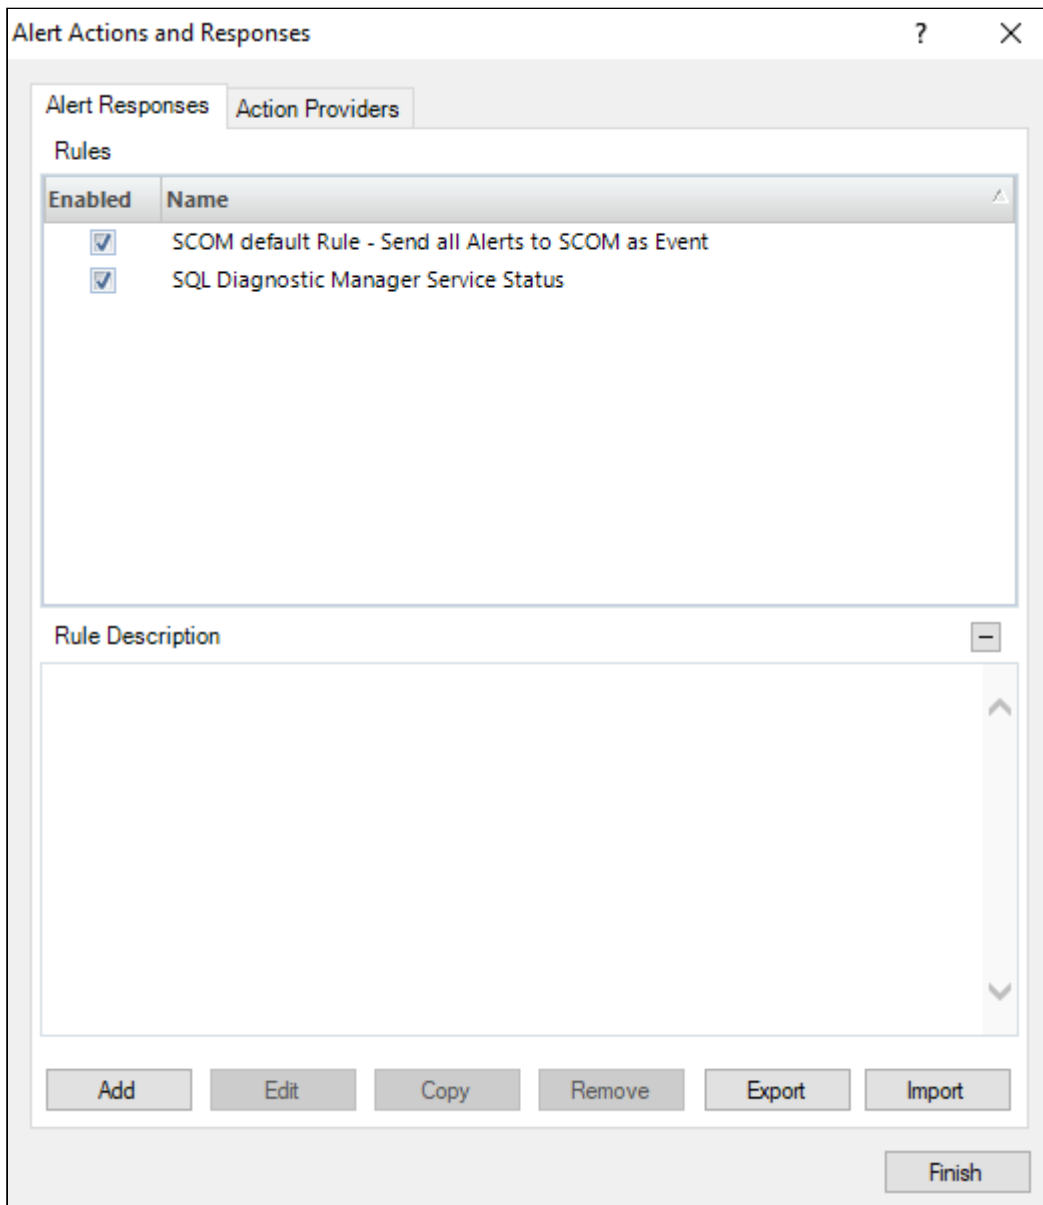 Alert Actions and Responses ?
Alert Responses Action Providers
Rules
Enabled Name
SCOM default Rule - Send all Alerts to SCOM as Event
SQL Diagnostic Manager Service Status
Rule Description
Add Edit Copy Remove Export Import
Finish